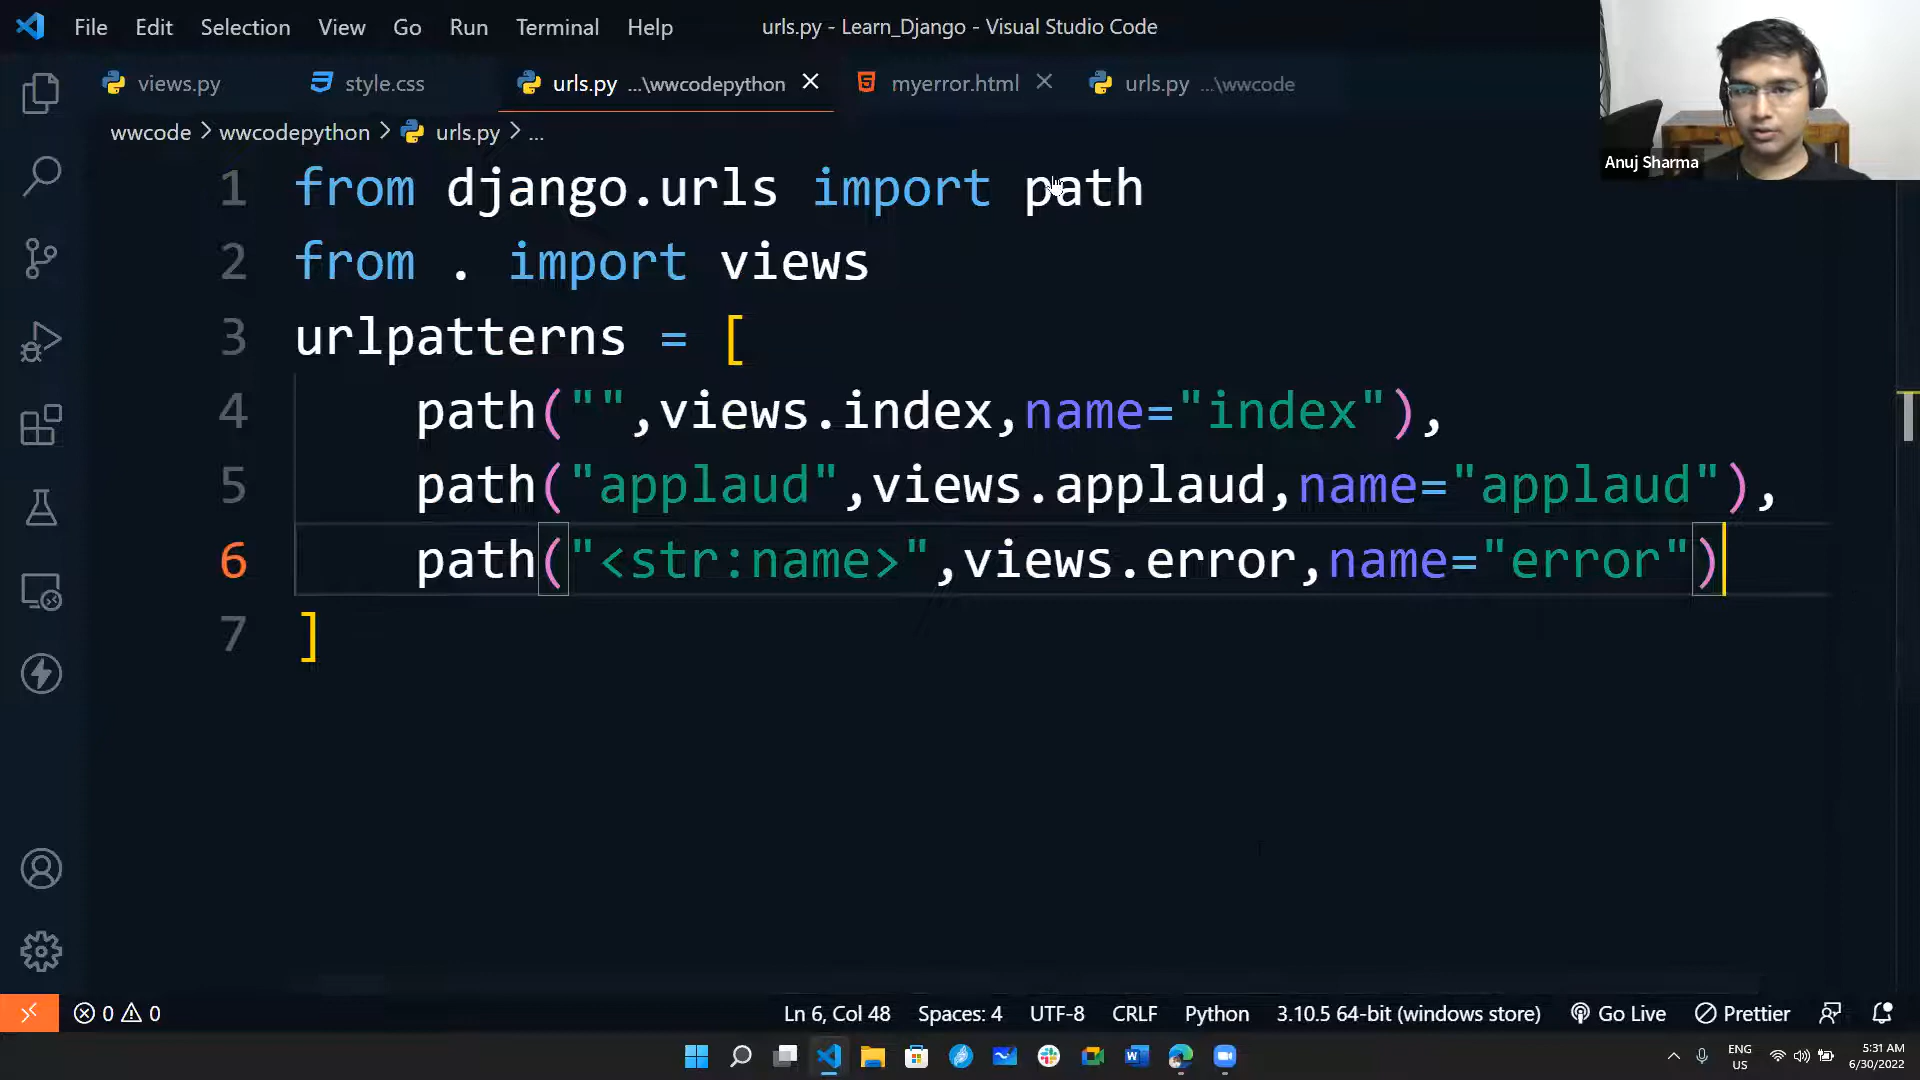 File Edit Selection View Go Run Terminal Help urls.py - Learn_Django - Visual Studio Code
views.py style.css urls.py ...\wwcodepython myerror.html urls.py ...\wwcode
Anuj Sharma
wwcode > wwcodepython > urls.py > ...
1 from django.urls import path
2 from . import views
3 urlpatterns = [
4 path("",views.index,name="index"),
5 path("applaud",views.applaud,name="applaud"),
6 path("<str:name>",views.error,name="error")
7 ]
0 0 Ln 6, Col 48 Spaces: 4 UTF-8 CRLF Python 3.10.5 64-bit (windows store) Go Live Prettier
ENG US 5:31 AM 6/30/2022